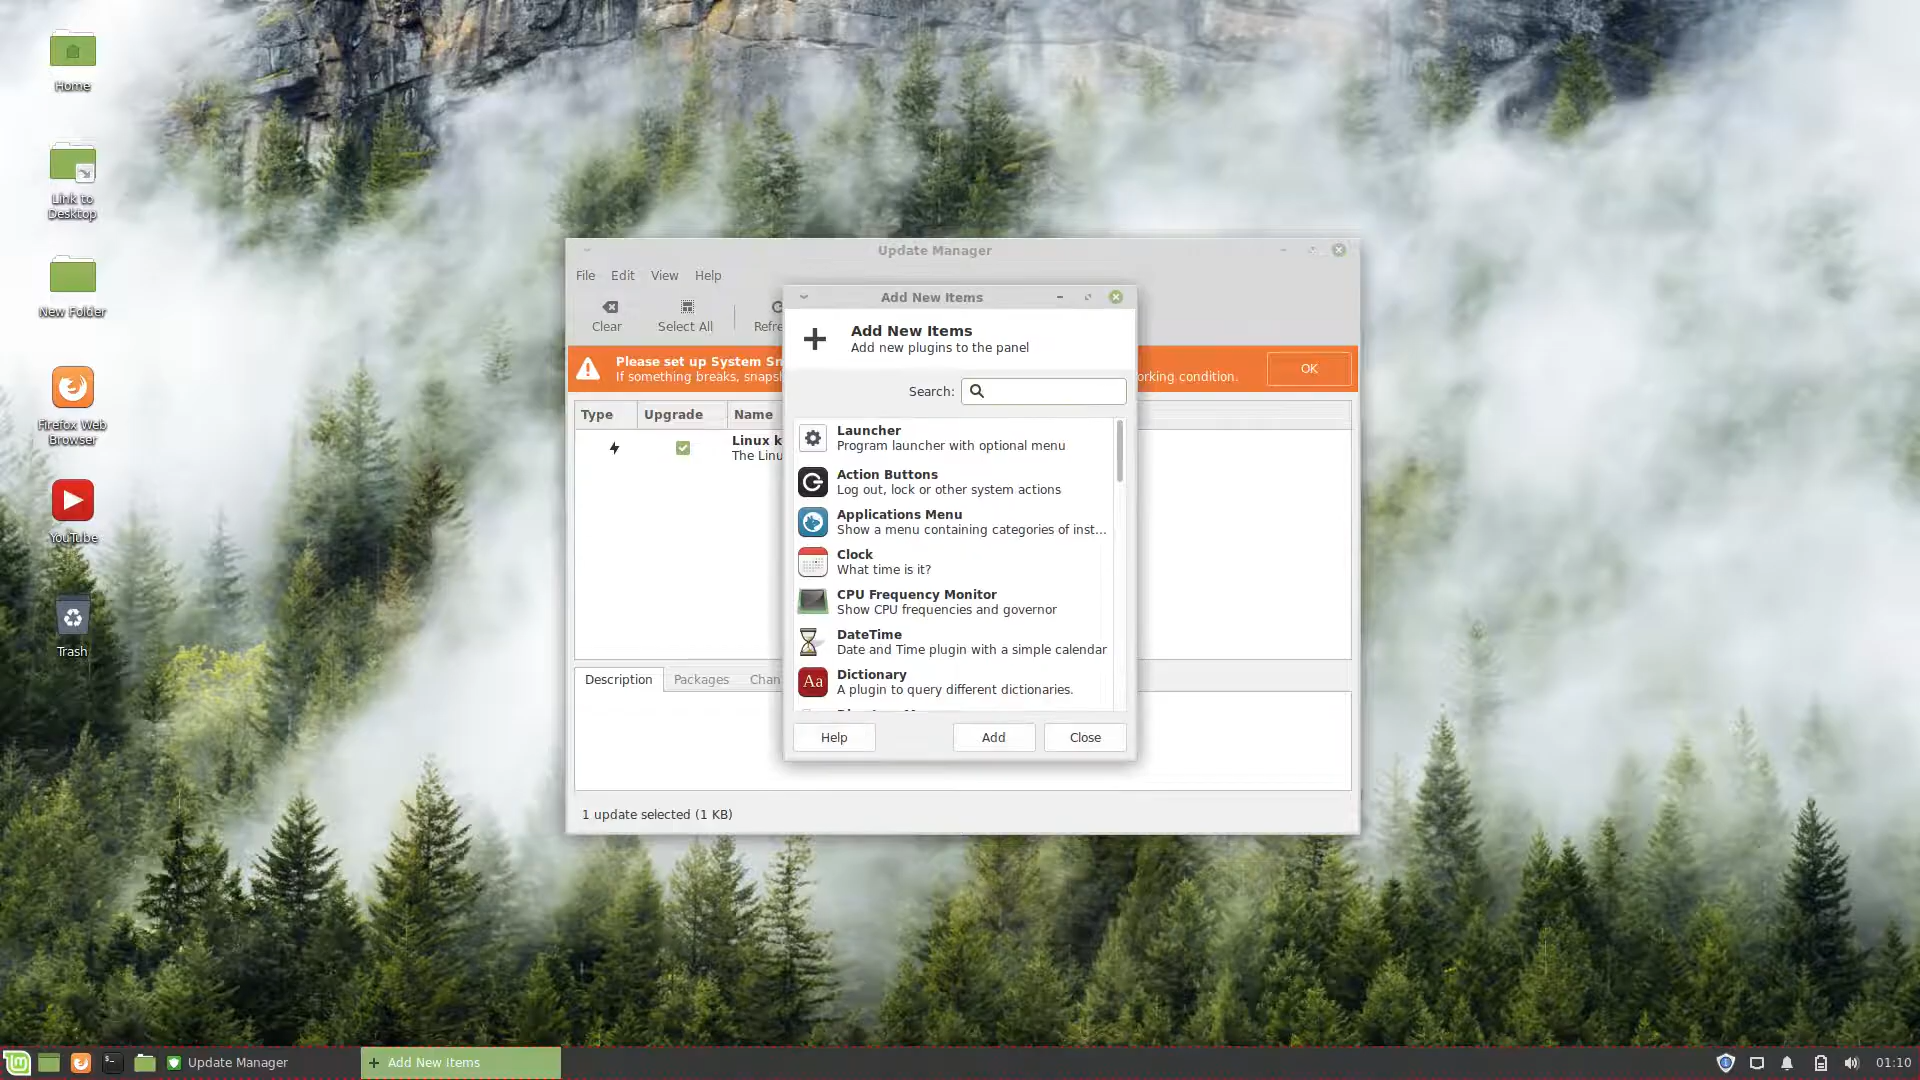 Home
Link to
Desktop
New Folder
Firefox Web
Browser
YouTube
Trash
Update Manager
File Edit View Help
Clear Select All Refre
Please set up System Sn
If something breaks, snapsh
orking condition.
OK
Type Upgrade Name
Linux k
The Linu
Description Packages Chan
1 update selected (1 KB)
Add New Items
Add New Items
Add new plugins to the panel
Search:
Launcher
Program launcher with optional menu
Action Buttons
Log out, lock or other system actions
Applications Menu
Show a menu containing categories of inst...
Clock
What time is it?
CPU Frequency Monitor
Show CPU frequencies and governor
DateTime
Date and Time plugin with a simple calendar
Aa
Dictionary
A plugin to query different dictionaries.
Help Add Close
Update Manager
Add New Items
01:10